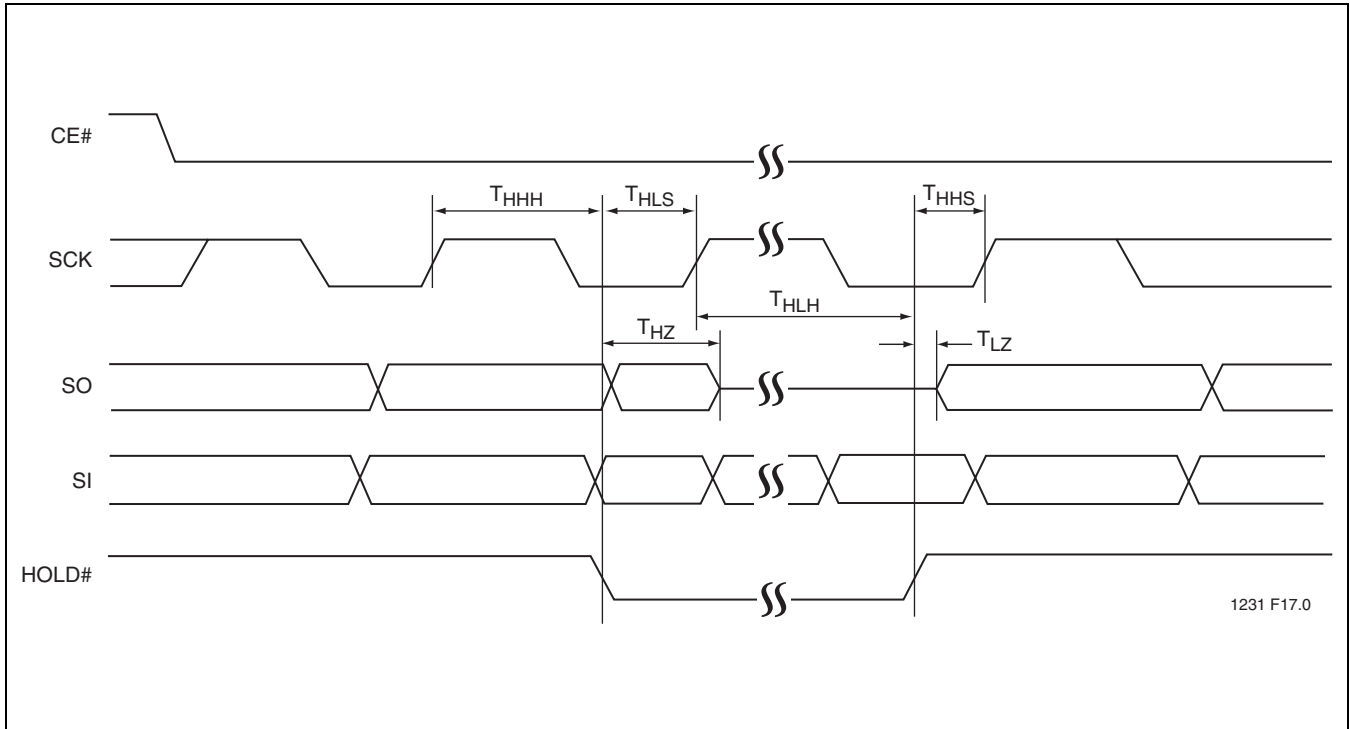 CE#
THHH
THLS
THHS
SCK
THLH
THZ
TLZ
SO
SI
HOLD#
1231 F17.0